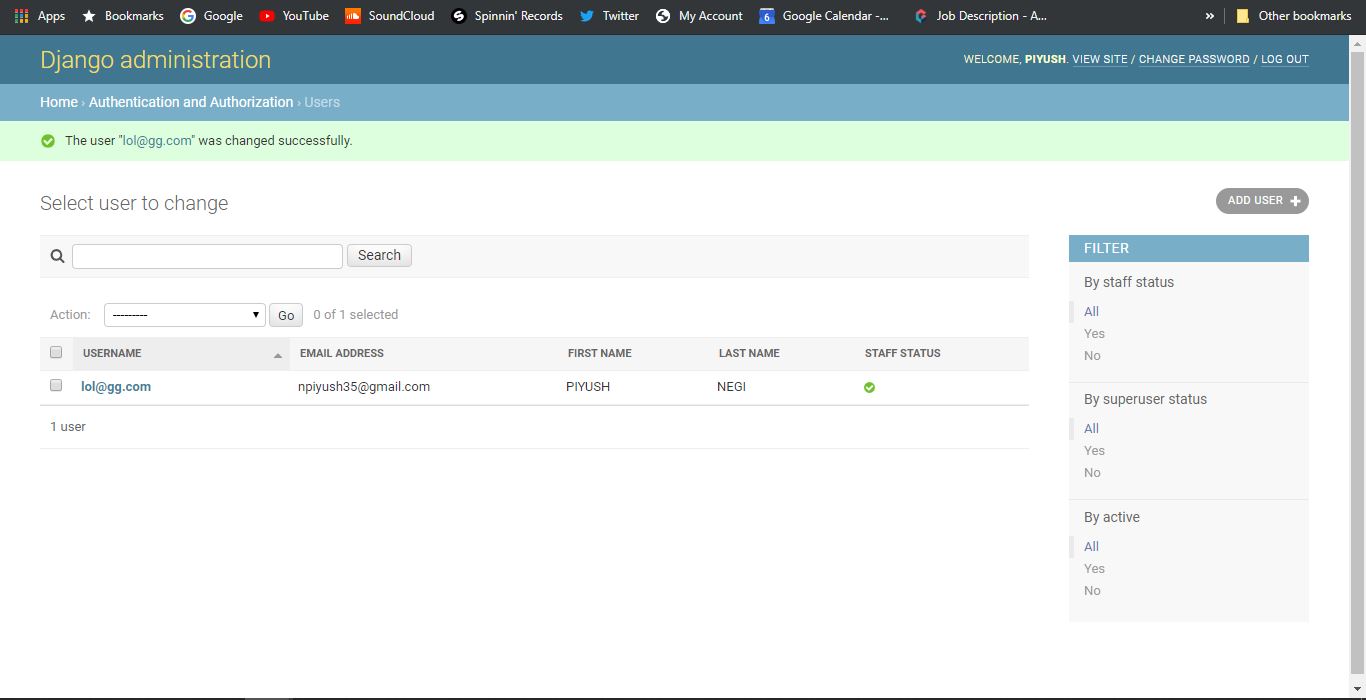 Apps Bookmarks Google YouTube SoundCloud Spinnin' Records Twitter My Account 6 Google Calendar -... Job Description - A... » Other bookmarks
Django administration
WELCOME, PIYUSH. VIEW SITE / CHANGE PASSWORD / LOG OUT
Home › Authentication and Authorization › Users
The user "lol@gg.com" was changed successfully.
Select user to change
ADD USER +
Search
Action: --------- Go 0 of 1 selected
USERNAME EMAIL ADDRESS FIRST NAME LAST NAME STAFF STATUS
lol@gg.com npiyush35@gmail.com PIYUSH NEGI
1 user
FILTER
By staff status
All
Yes
No
By superuser status
All
Yes
No
By active
All
Yes
No